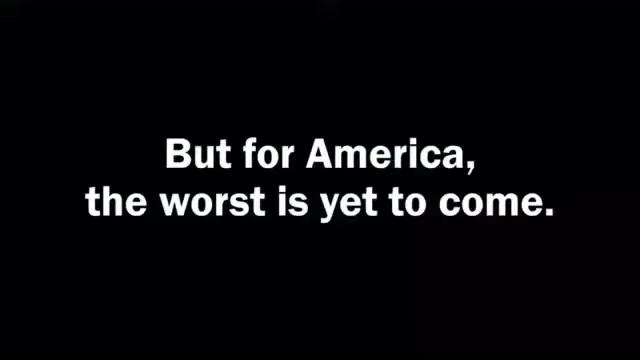 But for America,
the worst is yet to come.